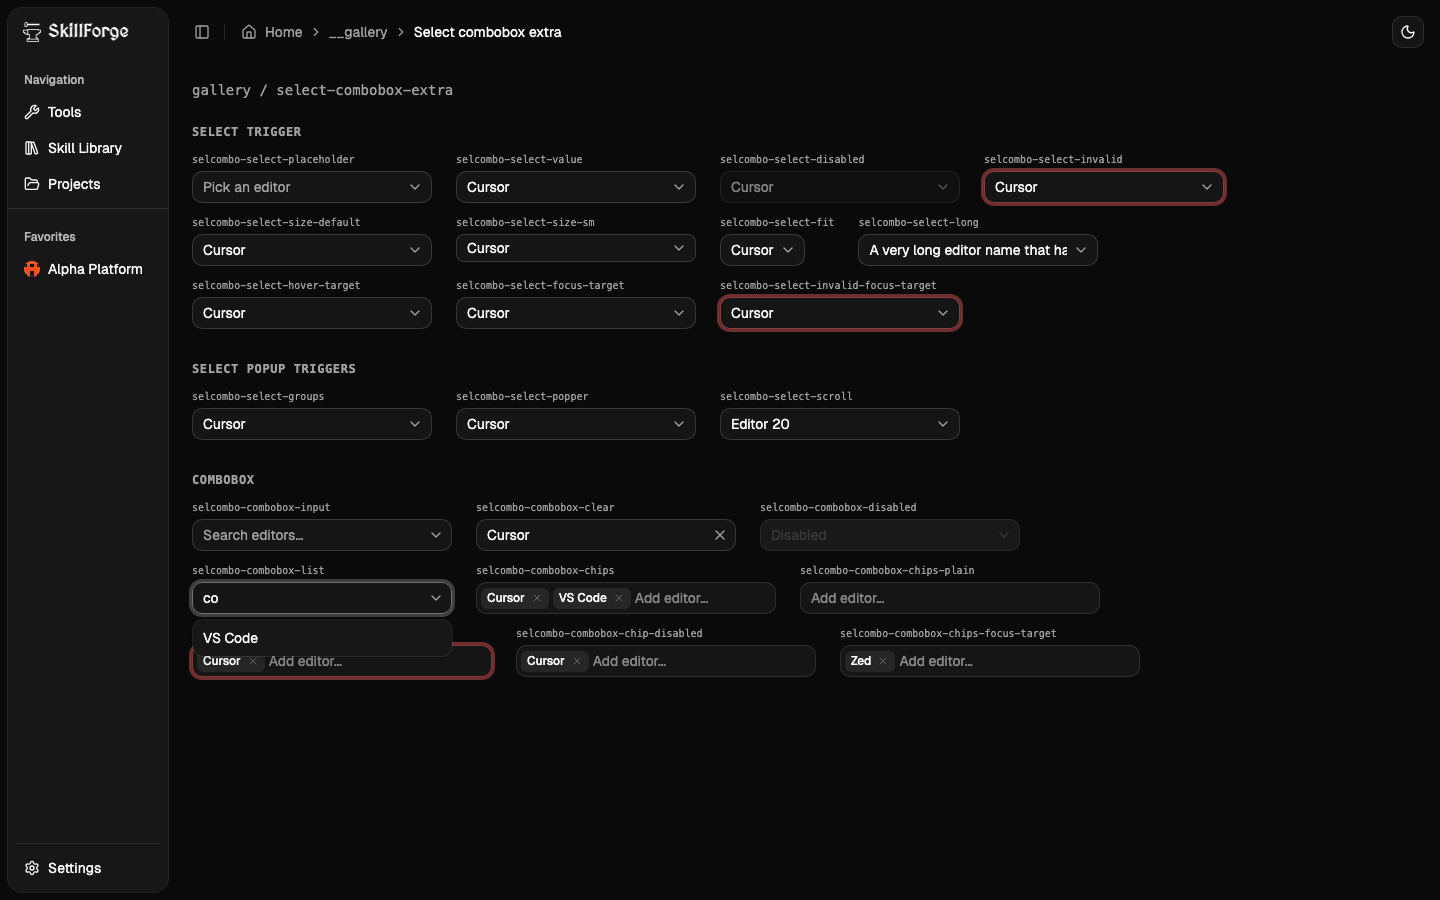 SkillForge
Home > __gallery > Select combobox extra
Navigation
Tools
Skill Library
Projects
Favorites
Alpha Platform
Settings
gallery / select-combobox-extra
SELECT TRIGGER
selcombo-select-placeholder selcombo-select-value selcombo-select-disabled selcombo-select-invalid
Pick an editor Cursor Cursor Cursor
selcombo-select-size-default selcombo-select-size-sm selcombo-select-fit selcombo-select-long
Cursor Cursor Cursor A very long editor name that ha
selcombo-select-hover-target selcombo-select-focus-target selcombo-select-invalid-focus-target
Cursor Cursor Cursor
SELECT POPUP TRIGGERS
selcombo-select-groups selcombo-select-popper selcombo-select-scroll
Cursor Cursor Editor 20
COMBOBOX
selcombo-combobox-input selcombo-combobox-clear selcombo-combobox-disabled
Search editors... Cursor Disabled
selcombo-combobox-list selcombo-combobox-chips selcombo-combobox-chips-plain
co Cursor VS Code Add editor... Add editor...
VS Code selcombo-combobox-chip-disabled selcombo-combobox-chips-focus-target
Cursor Add editor... Cursor Add editor... Zed Add editor...